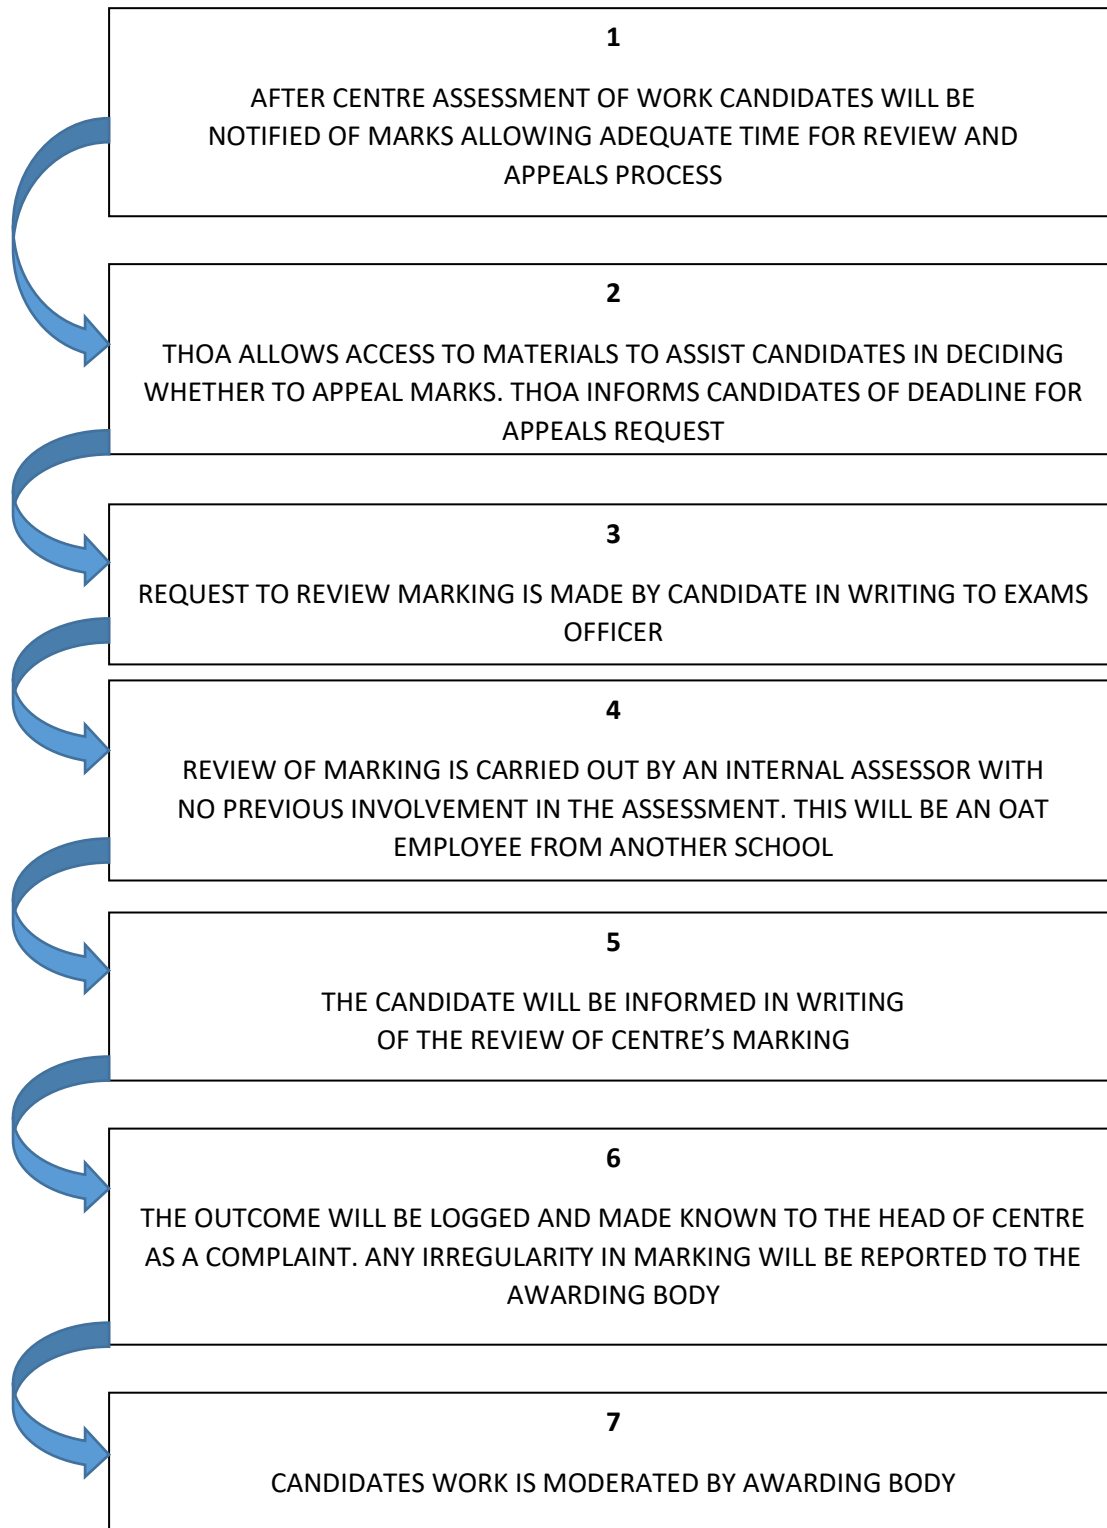 1
AFTER CENTRE ASSESSMENT OF WORK CANDIDATES WILL BE
NOTIFIED OF MARKS ALLOWING ADEQUATE TIME FOR REVIEW AND
APPEALS PROCESS
2
THOA ALLOWS ACCESS TO MATERIALS TO ASSIST CANDIDATES IN DECIDING
WHETHER TO APPEAL MARKS. THOA INFORMS CANDIDATES OF DEADLINE FOR
APPEALS REQUEST
3
REQUEST TO REVIEW MARKING IS MADE BY CANDIDATE IN WRITING TO EXAMS
OFFICER
4
REVIEW OF MARKING IS CARRIED OUT BY AN INTERNAL ASSESSOR WITH
NO PREVIOUS INVOLVEMENT IN THE ASSESSMENT. THIS WILL BE AN OAT
EMPLOYEE FROM ANOTHER SCHOOL
5
THE CANDIDATE WILL BE INFORMED IN WRITING
OF THE REVIEW OF CENTRE’S MARKING
6
THE OUTCOME WILL BE LOGGED AND MADE KNOWN TO THE HEAD OF CENTRE
AS A COMPLAINT. ANY IRREGULARITY IN MARKING WILL BE REPORTED TO THE
AWARDING BODY
7
CANDIDATES WORK IS MODERATED BY AWARDING BODY